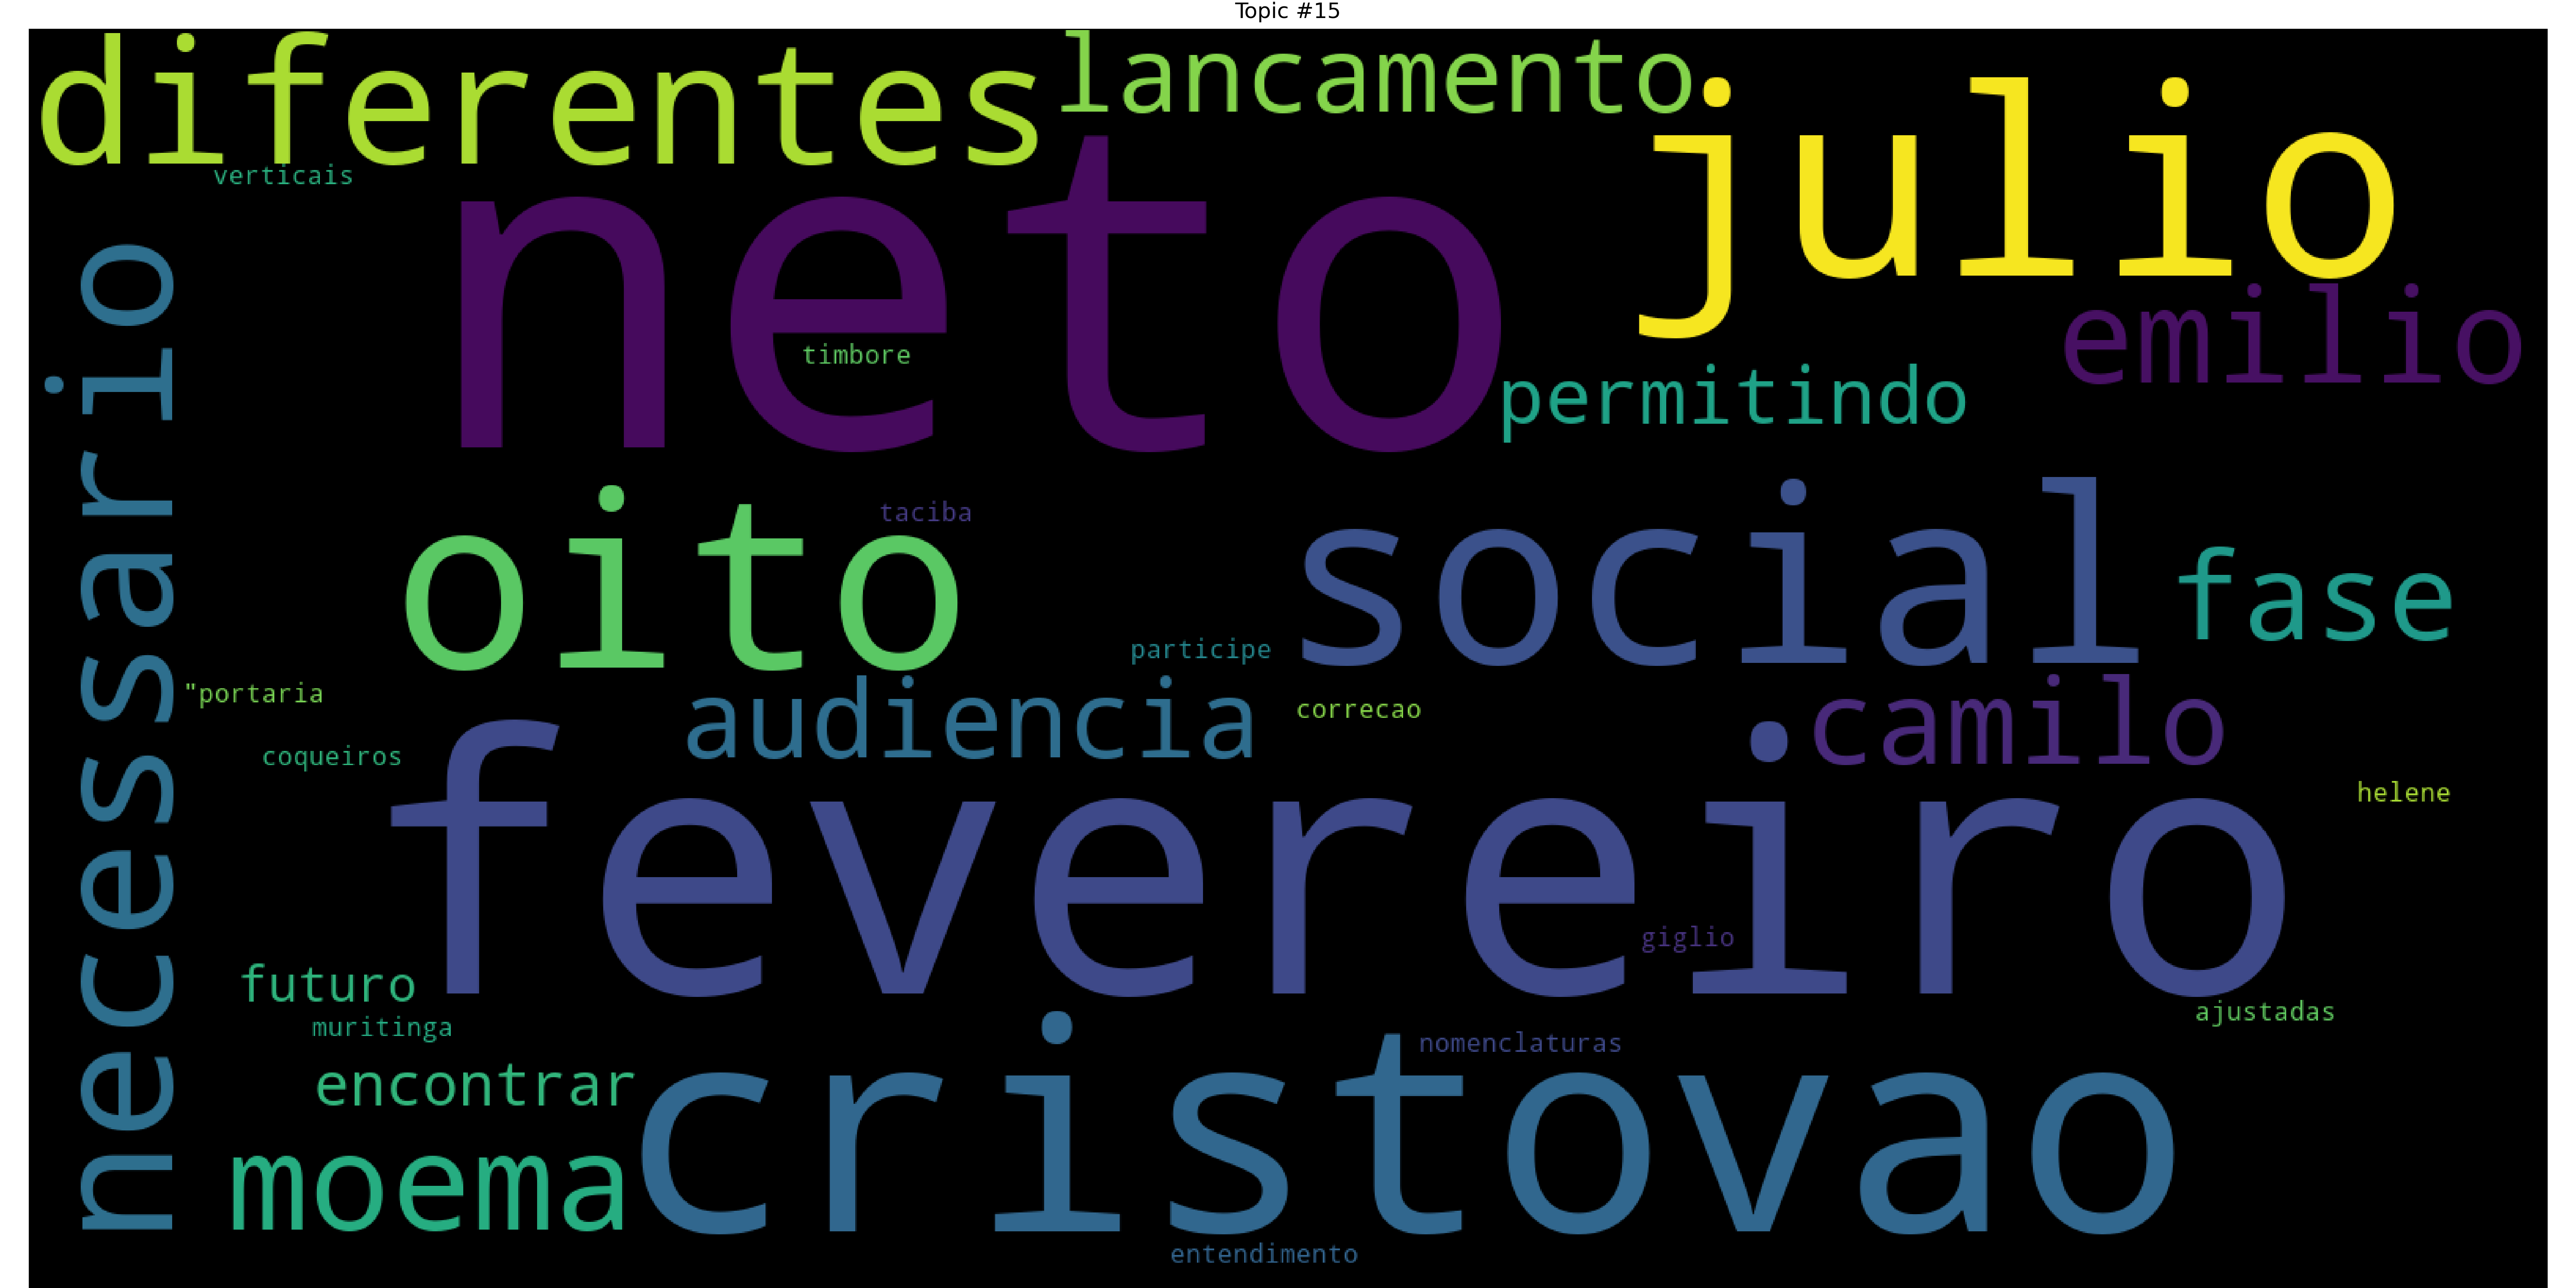 Topic #15
diferentes
lancamento
julio
verticais
neto
necessario
emilio
timbore
permitindo
oito
taciba
social
fase
participe
"portaria
audiencia
correcao
camilo
coqueiros
helene
fevereiro
giglio
futuro
ajustadas
muritinga
nomenclaturas
encontrar
cristovao
moema
entendimento